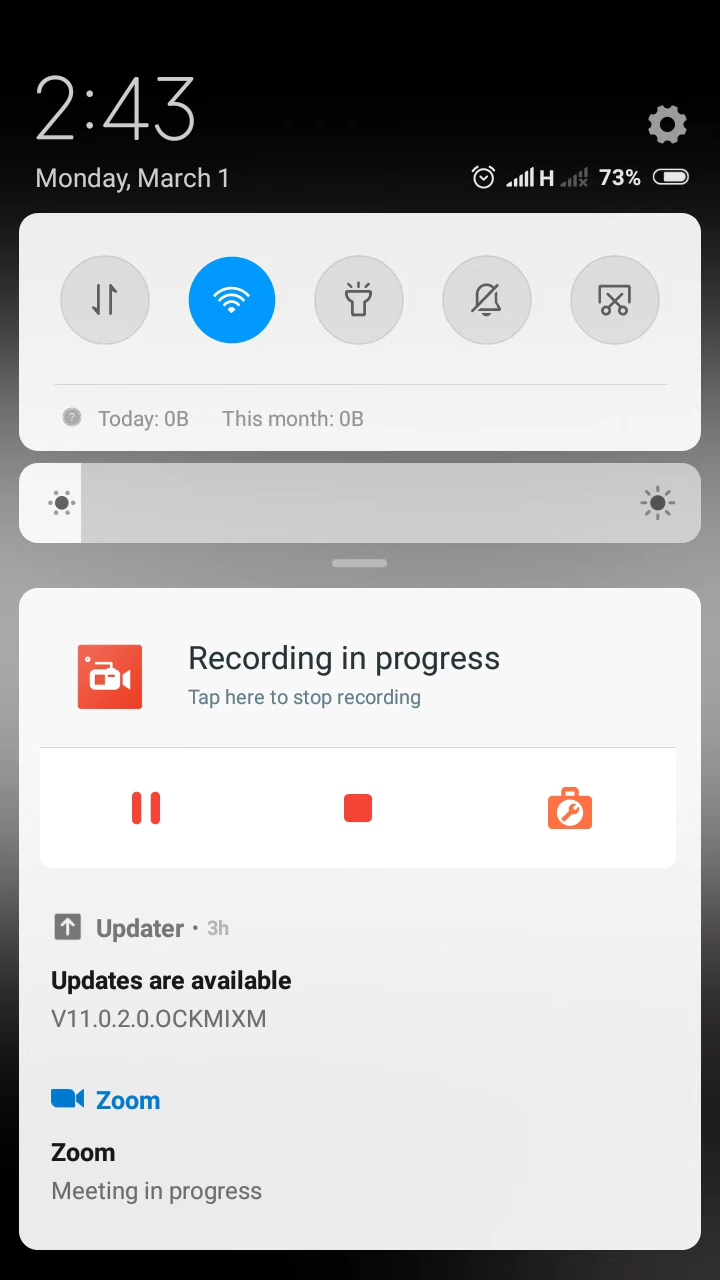 2:43
Monday, March 1
H 73%
Today: 0B This month: 0B
Recording in progress
Tap here to stop recording
Updater · 3h
Updates are available
V11.0.2.0.OCKMIXM
Zoom
Zoom
Meeting in progress